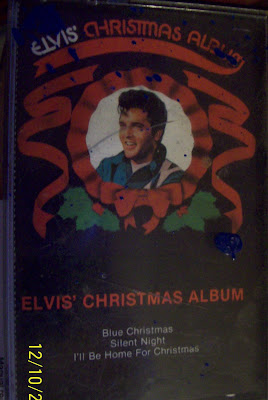 ELVIS' CHRISTMAS ALBUM
ELVIS' CHRISTMAS ALBUM
Blue Christmas
Silent Night
I'll Be Home For Christmas
12/10/2